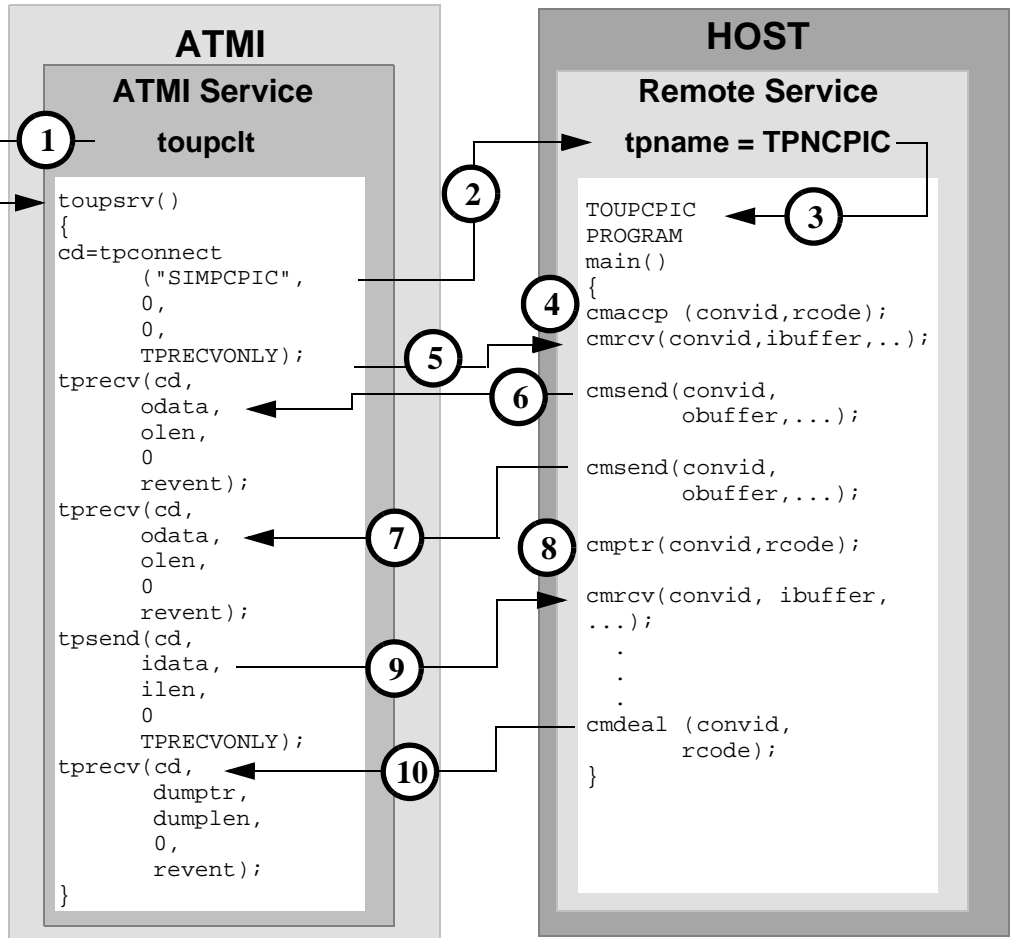 ATMI
ATMI Service
toupclt
1
toupsrv()
{
cd=tpconnect
("SIMPCPIC",
0,
0,
TPRECVONLY);
tprecv(cd,
odata,
olen,
0
revent);
tprecv(cd,
odata,
olen,
0
revent);
tpsend(cd,
idata,
ilen,
0
TPRECVONLY);
tprecv(cd,
dumptr,
dumplen,
0,
revent);
}
2
5
6
7
9
10
HOST
Remote Service
tpname = TPNCPIC
3
TOUPCPIC
PROGRAM
main()
{
4
cmaccp (convid,rcode);
cmrcv(convid,ibuffer,..);
cmsend(convid,
obuffer,...);
cmsend(convid,
obuffer,...);
8
cmptr(convid,rcode);
cmrcv(convid, ibuffer,
...);
.
.
.
cmdeal (convid,
rcode);
}